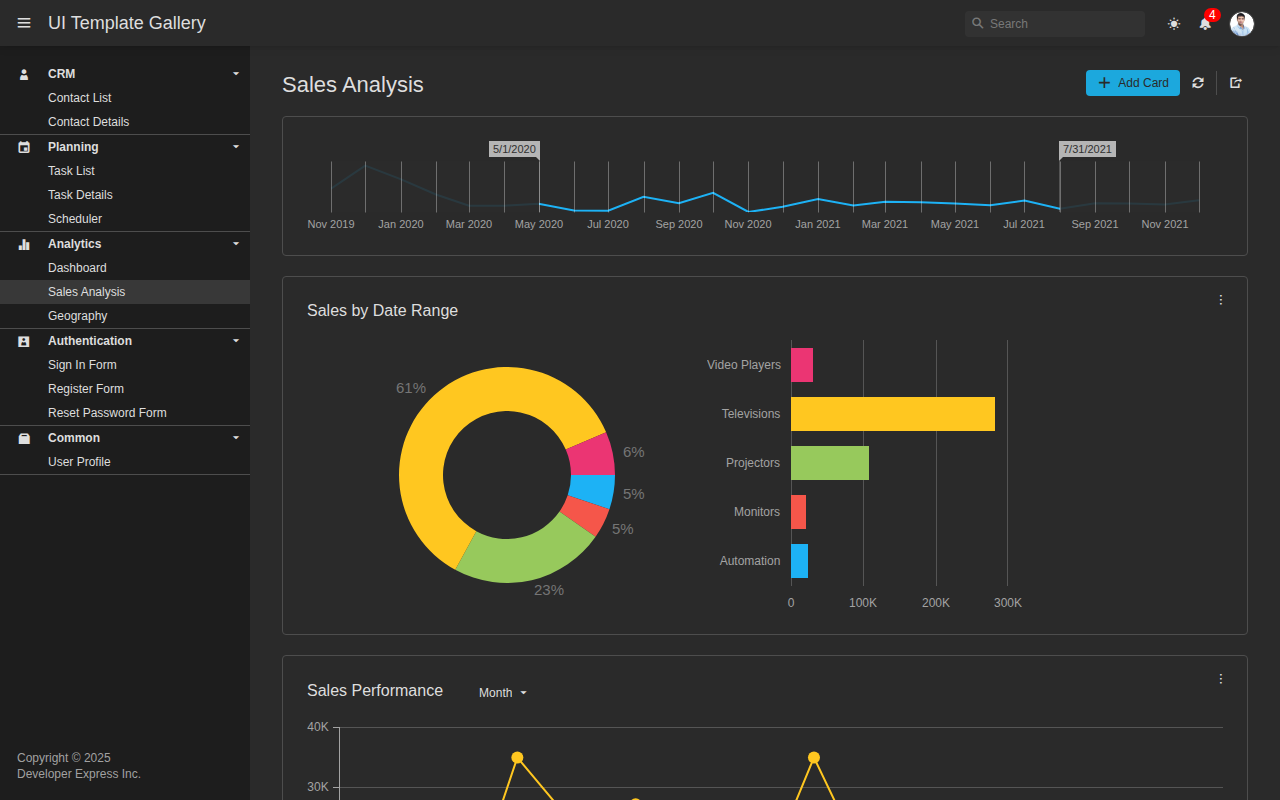 UI Template Gallery
Search
4
CRM
Contact List
Contact Details
Planning
Task List
Task Details
Scheduler
Analytics
Dashboard
Sales Analysis
Geography
Authentication
Sign In Form
Register Form
Reset Password Form
Common
User Profile
Copyright © 2025
Developer Express Inc.
Sales Analysis
Add Card
5/1/2020
7/31/2021
Nov 2019 Jan 2020 Mar 2020 May 2020 Jul 2020 Sep 2020 Nov 2020 Jan 2021 Mar 2021 May 2021 Jul 2021 Sep 2021 Nov 2021
Sales by Date Range
61%
6%
5%
5%
23%
Video Players
Televisions
Projectors
Monitors
Automation
0 100K 200K 300K
Sales Performance
Month
40K
30K